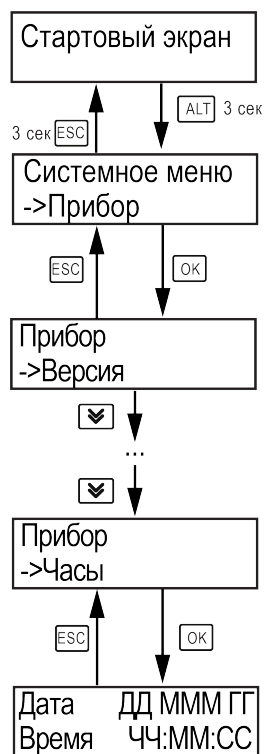 Стартовый экран
3 сек ESC ALT 3 сек
Системное меню
->Прибор
ESC OK
Прибор
->Версия
...
Прибор
->Часы
ESC OK
Дата ДД МММ ГГ
Время ЧЧ:ММ:СС